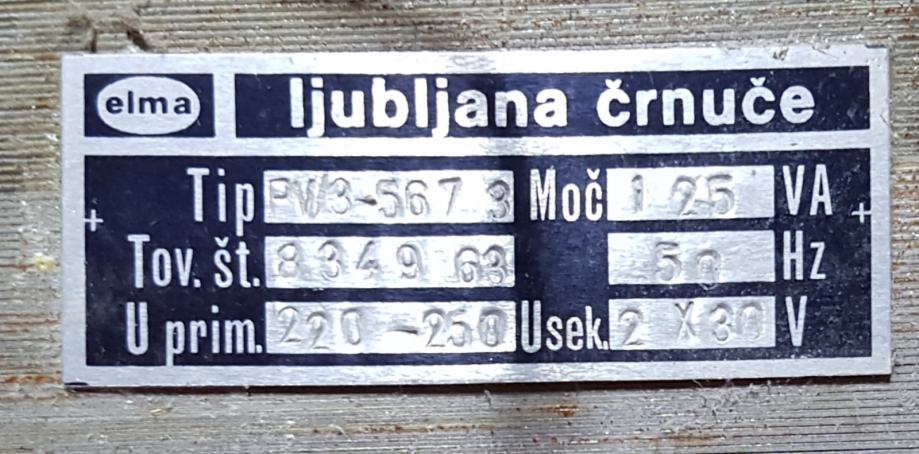 elma ljubljana črnuče
Tip PV3-567 3 Moč 125 VA
Tov. št. 8349 63 50 Hz
U prim. 220-250 U sek. 2 X 30 V